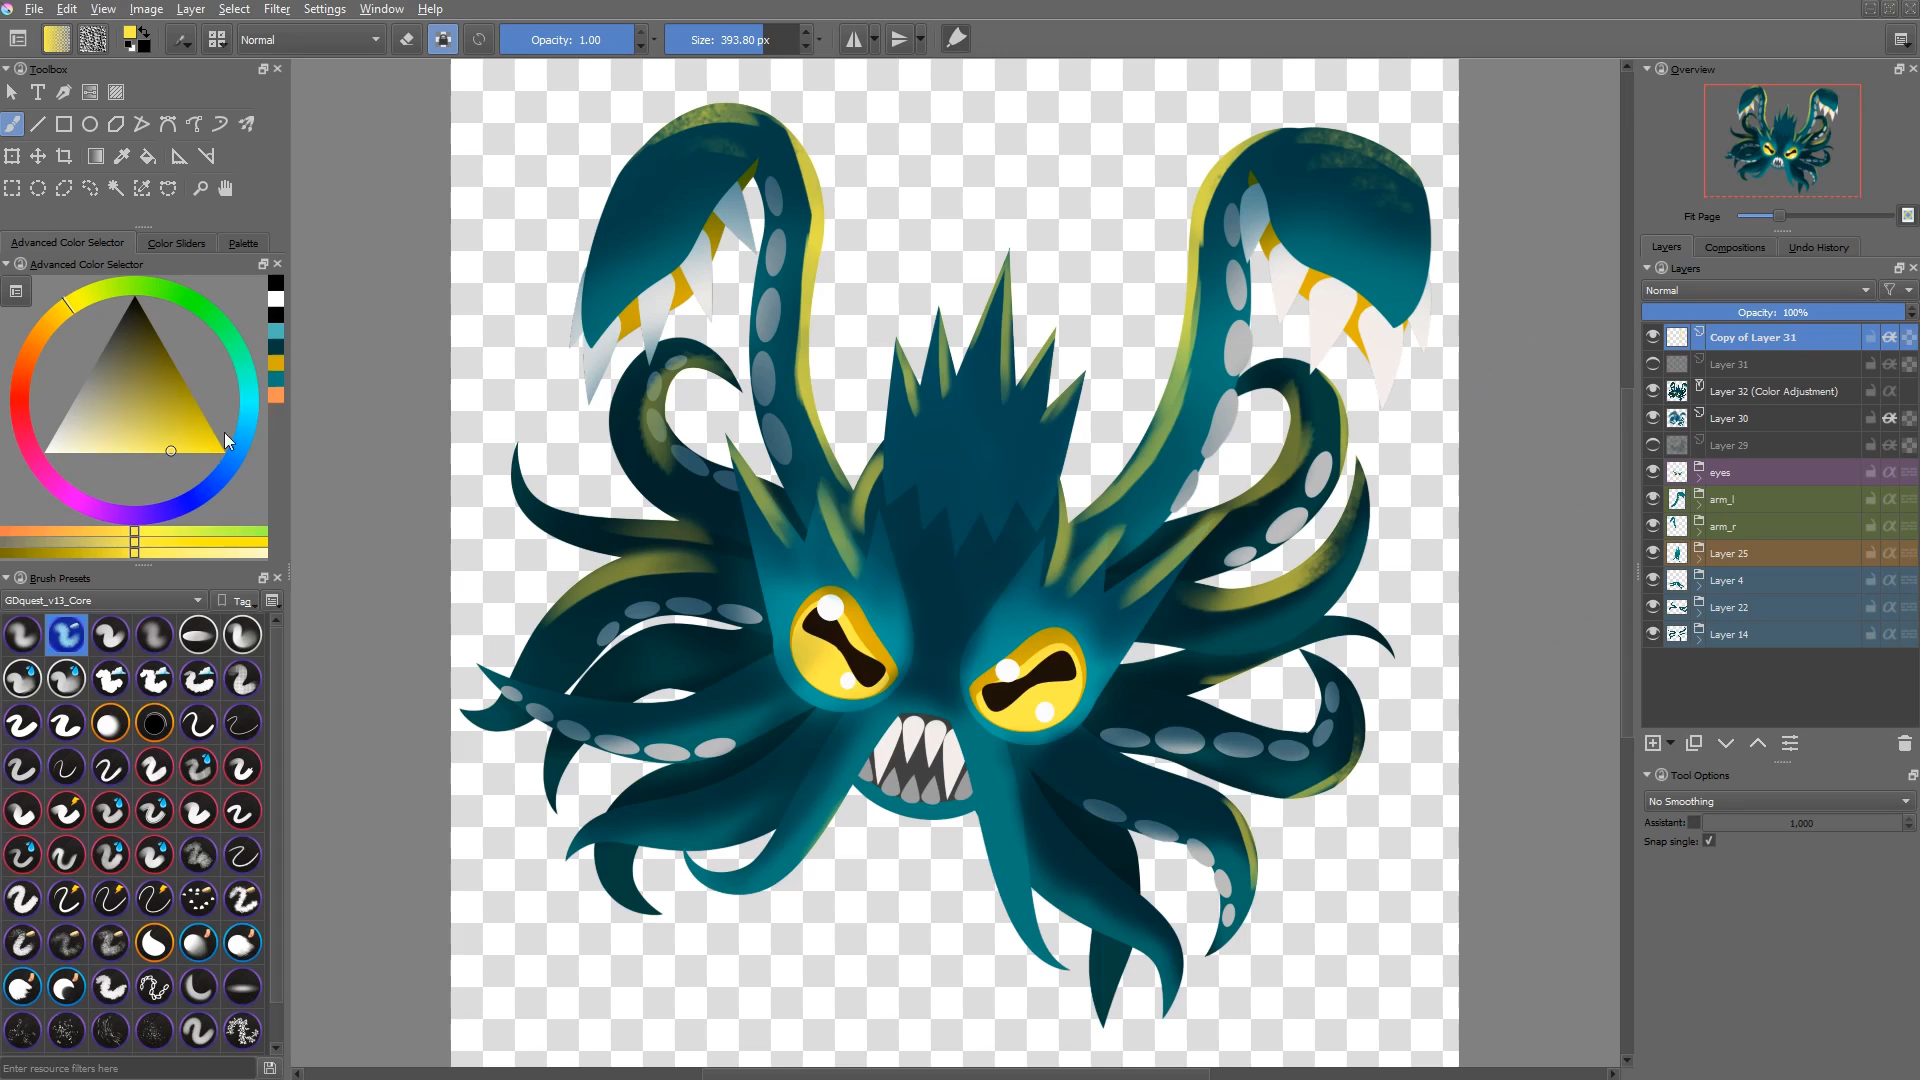 File Edit View Image Layer Select Filter Settings Window Help
Normal
Opacity: 1.00
Size: 393.80 px
Toolbox
Advanced Color Selector Color Sliders Palette
Advanced Color Selector
Brush Presets
GDquest_v13_Core
Tag
Enter resource filters here
Overview
Fit Page
Layers Compositions Undo History
Layers
Normal
Opacity: 100%
Copy of Layer 31
Layer 31
Layer 32 (Color Adjustment)
Layer 30
Layer 29
eyes
arm_l
arm_r
Layer 25
Layer 4
Layer 22
Layer 14
Tool Options
No Smoothing
Assistant: 1,000
Snap single: